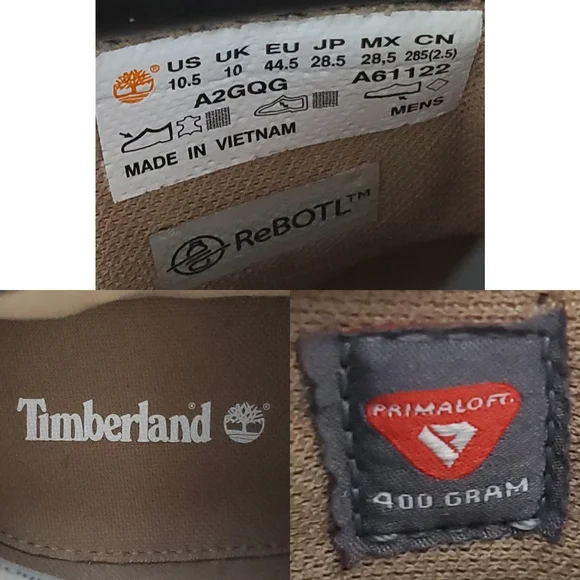 US UK EU JP MX CN
10.5 10 44.5 28.5 28,5 285(2.5)
A2GQG A61122
MENS
MADE IN VIETNAM
ReBOTL™
Timberland®
PRIMALOFT®
400 GRAM